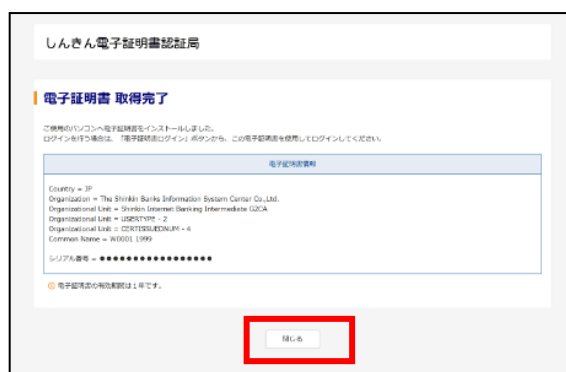 しんきん電子証明書認証局
電子証明書 取得完了
ご使用のパソコンへ電子証明書をインストールしました。
ログインを行う場合は、「電子証明書ログイン」ボタンから、この電子証明書を使用してログインしてください。
電子証明書情報
Country = JP
Organization = The Shinkin Banks Information System Center Co.,Ltd.
Organizational Unit = Shinkin Internet Banking Intermediate G2CA
Organizational Unit = USERTYPE - 2
Organizational Unit = CERTISSUEDNUM - 4
Common Name = W0001 1999
シリアル番号 = ●●●●●●●●●●●●●●●●●
電子証明書の有効期間は1年です。
閉じる